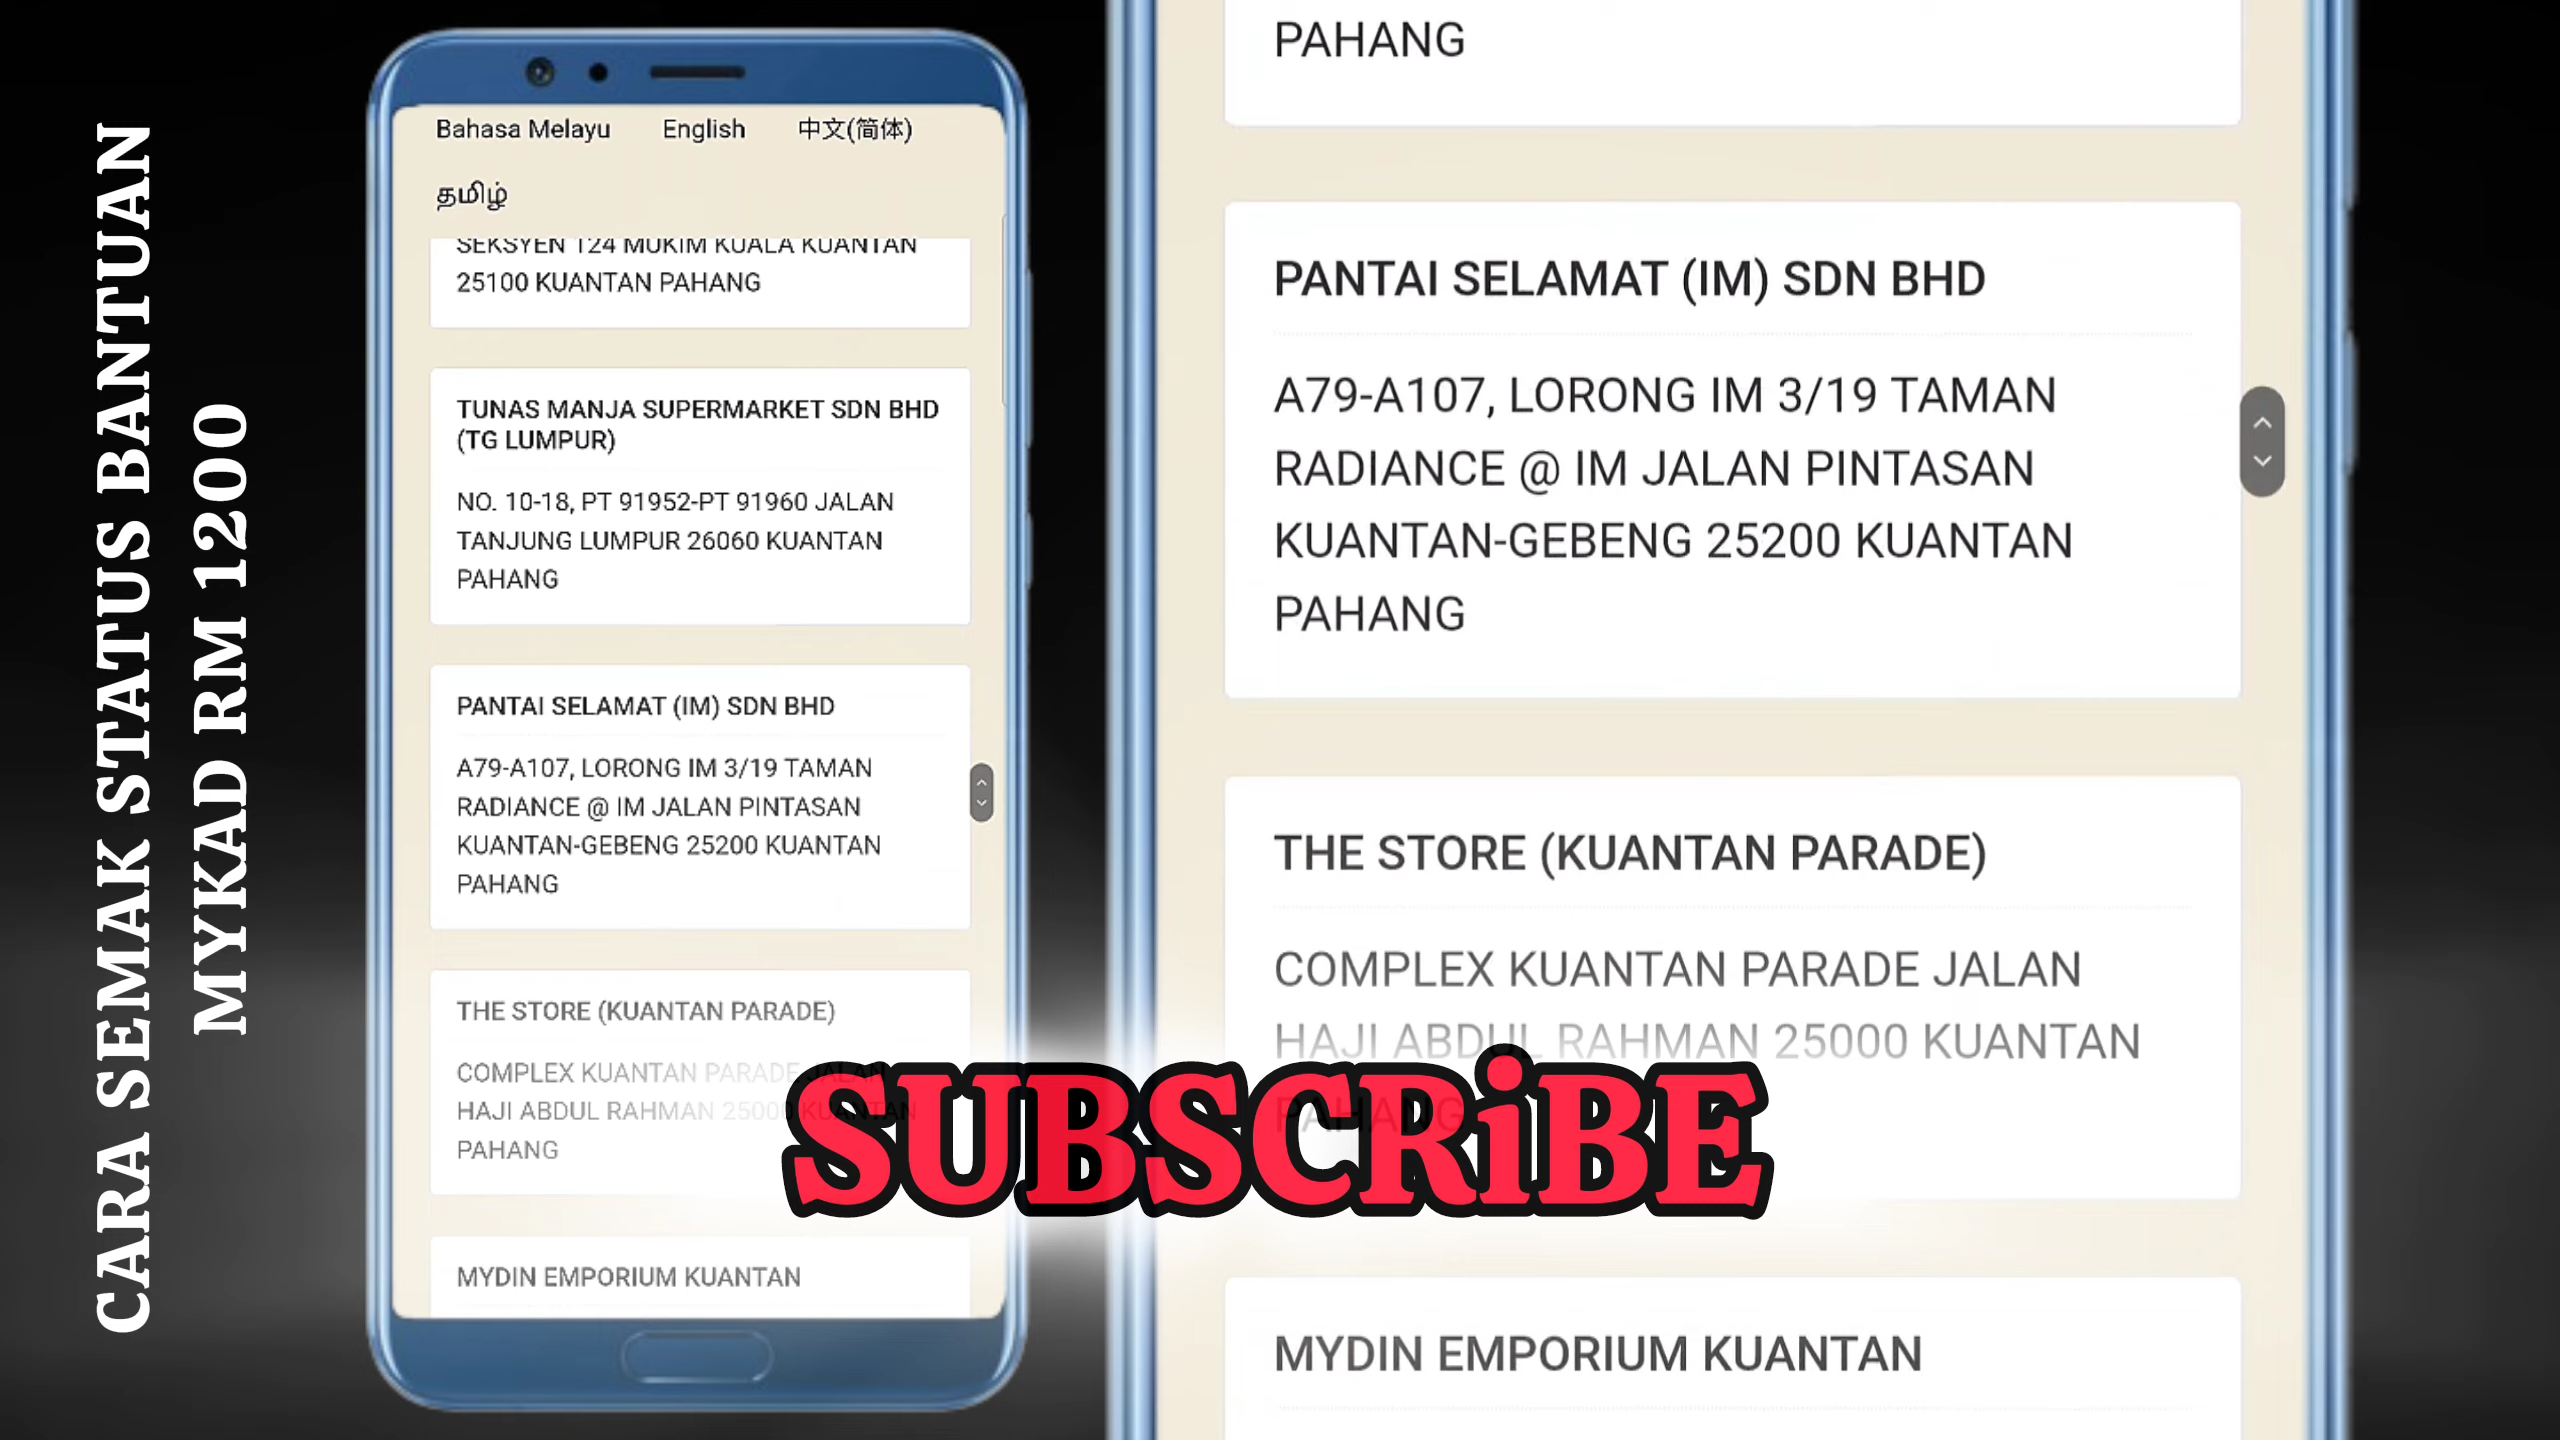 CARA SEMAK STATUS BANTUAN
MYKAD RM 1200
Bahasa Melayu English 中文(简体)
தமிழ்
SEKSYEN 124 MUKIM KUALA KUANTAN
25100 KUANTAN PAHANG
TUNAS MANJA SUPERMARKET SDN BHD
(TG LUMPUR)
NO. 10-18, PT 91952-PT 91960 JALAN
TANJUNG LUMPUR 26060 KUANTAN
PAHANG
PANTAI SELAMAT (IM) SDN BHD
A79-A107, LORONG IM 3/19 TAMAN
RADIANCE @ IM JALAN PINTASAN
KUANTAN-GEBENG 25200 KUANTAN
PAHANG
THE STORE (KUANTAN PARADE)
COMPLEX KUANTAN PARADE JALAN
HAJI ABDUL RAHMAN 25000 KUANTAN
PAHANG
MYDIN EMPORIUM KUANTAN
PAHANG
PANTAI SELAMAT (IM) SDN BHD
A79-A107, LORONG IM 3/19 TAMAN
RADIANCE @ IM JALAN PINTASAN
KUANTAN-GEBENG 25200 KUANTAN
PAHANG
THE STORE (KUANTAN PARADE)
COMPLEX KUANTAN PARADE JALAN
HAJI ABDUL RAHMAN 25000 KUANTAN
PAHANG
MYDIN EMPORIUM KUANTAN
SUBSCRiBE